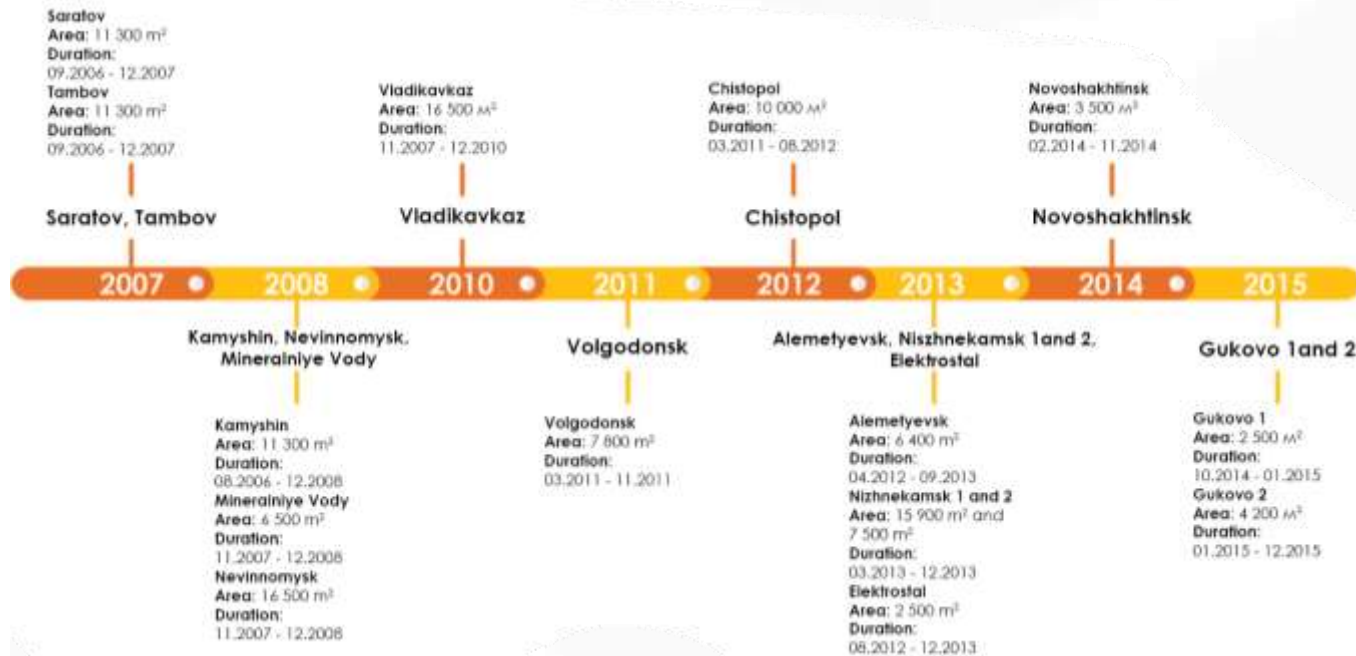 Saratov
Area: 11 300 m²
Duration:
09.2006 - 12.2007
Tambov
Area: 11 300 m²
Duration:
09.2006 - 12.2007
Vladikavkaz
Area: 16 500 м²
Duration:
11.2007 - 12.2010
Chistopol
Area: 10 000 м²
Duration:
03.2011 - 08.2012
Novoshakhtinsk
Area: 3 500 м²
Duration:
02.2014 - 11.2014
Saratov, Tambov
Vladikavkaz
Chistopol
Novoshakhtinsk
2007
2008
2010
2011
2012
2013
2014
2015
Kamyshin, Nevinnomysk,
Mineralniye Vody
Volgodonsk
Alemetyevsk, Niszhnekamsk 1and 2,
Elektrostal
Gukovo 1and 2
Kamyshin
Area: 11 300 m²
Duration:
08.2006 - 12.2008
Mineralniye Vody
Area: 6 500 m²
Duration:
11.2007 - 12.2008
Nevinnomysk
Area: 16 500 m²
Duration:
11.2007 - 12.2008
Volgodonsk
Area: 7 800 m²
Duration:
03.2011 - 11.2011
Alemetyevsk
Area: 6 400 m²
Duration:
04.2012 - 09.2013
Nizhnekamsk 1 and 2
Area: 15 900 m² and
7 500 m²
Duration:
03.2013 - 12.2013
Elektrostal
Area: 2 500 m²
Duration:
08.2012 - 12.2013
Gukovo 1
Area: 2 500 м²
Duration:
10.2014 - 01.2015
Gukovo 2
Area: 4 200 м²
Duration:
01.2015 - 12.2015